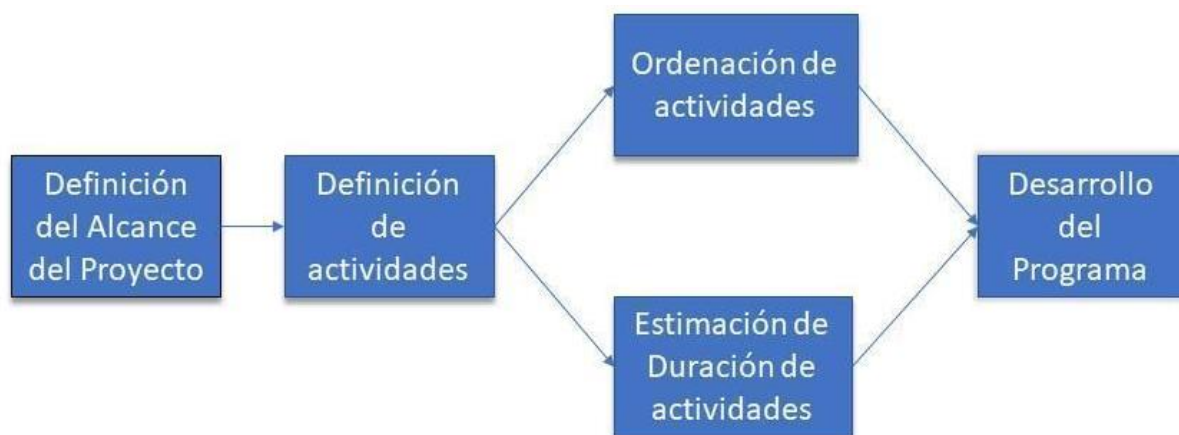 Definición
del Alcance
del Proyecto
Definición
de
actividades
Ordenación de
actividades
Estimación de
Duración de
actividades
Desarrollo
del
Programa